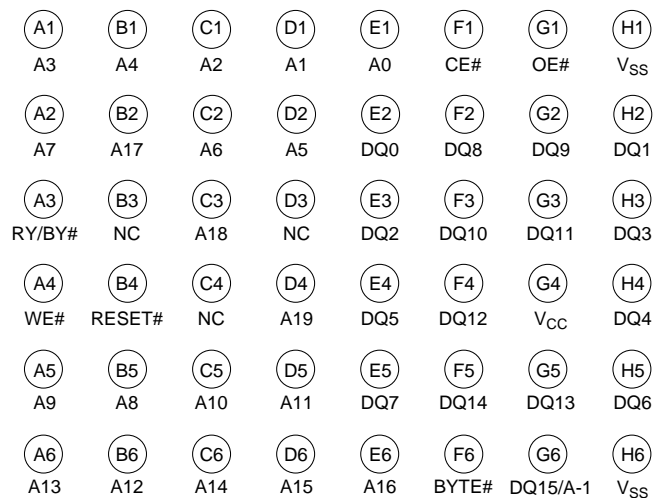 A1 B1 C1 D1 E1 F1 G1 H1
A3 A4 A2 A1 A0 CE# OE# VSS
A2 B2 C2 D2 E2 F2 G2 H2
A7 A17 A6 A5 DQ0 DQ8 DQ9 DQ1
A3 B3 C3 D3 E3 F3 G3 H3
RY/BY# NC A18 NC DQ2 DQ10 DQ11 DQ3
A4 B4 C4 D4 E4 F4 G4 H4
WE# RESET# NC A19 DQ5 DQ12 VCC DQ4
A5 B5 C5 D5 E5 F5 G5 H5
A9 A8 A10 A11 DQ7 DQ14 DQ13 DQ6
A6 B6 C6 D6 E6 F6 G6 H6
A13 A12 A14 A15 A16 BYTE# DQ15/A-1 VSS